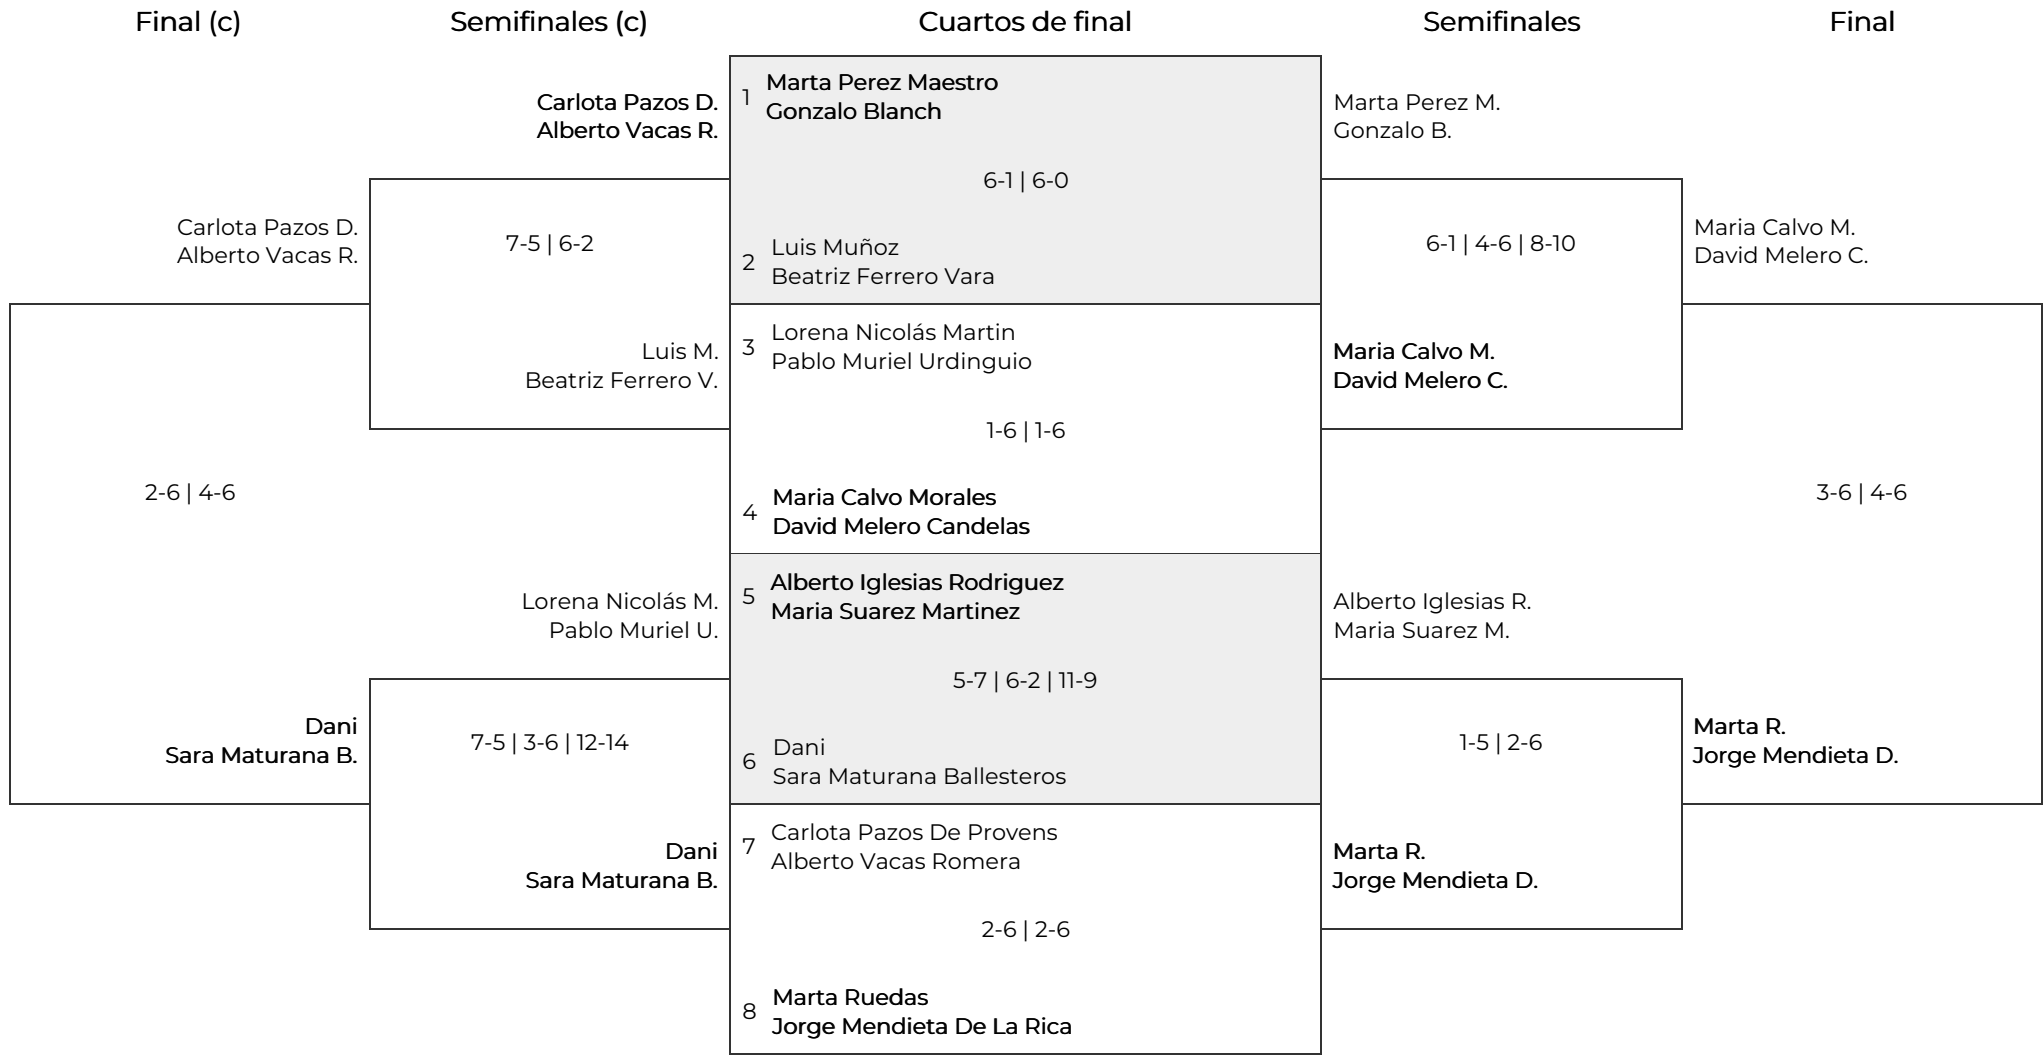 Final (c)
Semifinales (c)
Cuartos de final
Semifinales
Final
Carlota Pazos D.
Alberto Vacas R.
2-6 | 4-6
Dani
Sara Maturana B.
Carlota Pazos D.
Alberto Vacas R.
7-5 | 6-2
Luis M.
Beatriz Ferrero V.
Lorena Nicolás M.
Pablo Muriel U.
7-5 | 3-6 | 12-14
Dani
Sara Maturana B.
1
Marta Perez Maestro
Gonzalo Blanch
6-1 | 6-0
2
Luis Muñoz
Beatriz Ferrero Vara
3
Lorena Nicolás Martin
Pablo Muriel Urdinguio
1-6 | 1-6
4
Maria Calvo Morales
David Melero Candelas
5
Alberto Iglesias Rodriguez
Maria Suarez Martinez
5-7 | 6-2 | 11-9
6
Dani
Sara Maturana Ballesteros
7
Carlota Pazos De Provens
Alberto Vacas Romera
2-6 | 2-6
8
Marta Ruedas
Jorge Mendieta De La Rica
Marta Perez M.
Gonzalo B.
6-1 | 4-6 | 8-10
Maria Calvo M.
David Melero C.
Alberto Iglesias R.
Maria Suarez M.
1-5 | 2-6
Marta R.
Jorge Mendieta D.
Maria Calvo M.
David Melero C.
3-6 | 4-6
Marta R.
Jorge Mendieta D.